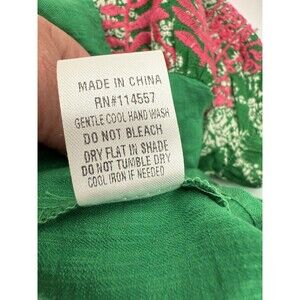 MADE IN CHINA
RN#114557
GENTLE COOL HAND WASH
DO NOT BLEACH
DRY FLAT IN SHADE
DO NOT TUMBLE DRY
COOL IRON IF NEEDED